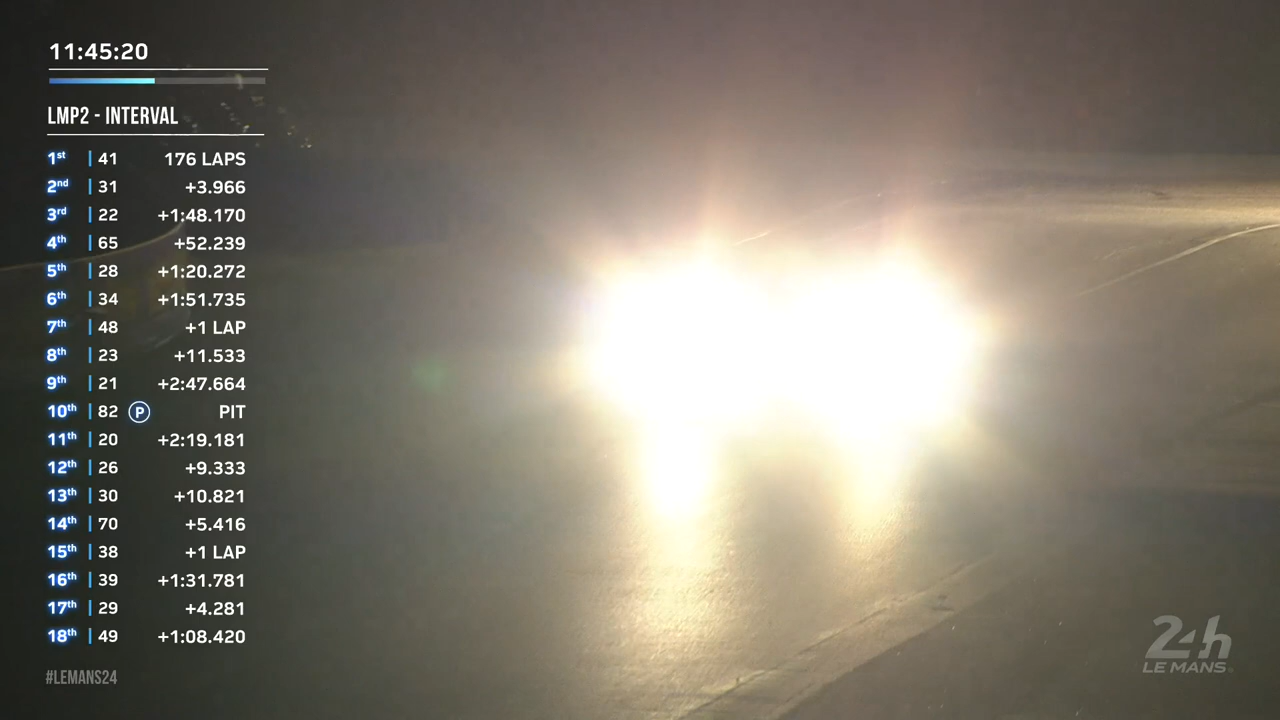 11:45:20
LMP2 - INTERVAL
1st 41 176 LAPS
2nd 31 +3.966
3rd 22 +1:48.170
4th 65 +52.239
5th 28 +1:20.272
6th 34 +1:51.735
7th 48 +1 LAP
8th 23 +11.533
9th 21 +2:47.664
10th 82 P PIT
11th 20 +2:19.181
12th 26 +9.333
13th 30 +10.821
14th 70 +5.416
15th 38 +1 LAP
16th 39 +1:31.781
17th 29 +4.281
18th 49 +1:08.420
#LEMANS24
24h
LE MANS